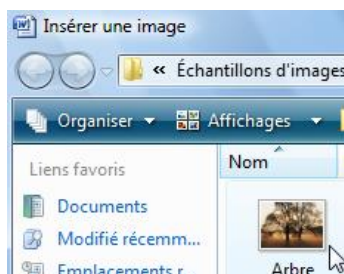 Insérer une image
« Échantillons d'images
Organiser Affichages
Liens favoris
Nom
Documents
Modifié récemm...
Emplacements r...
Arbre